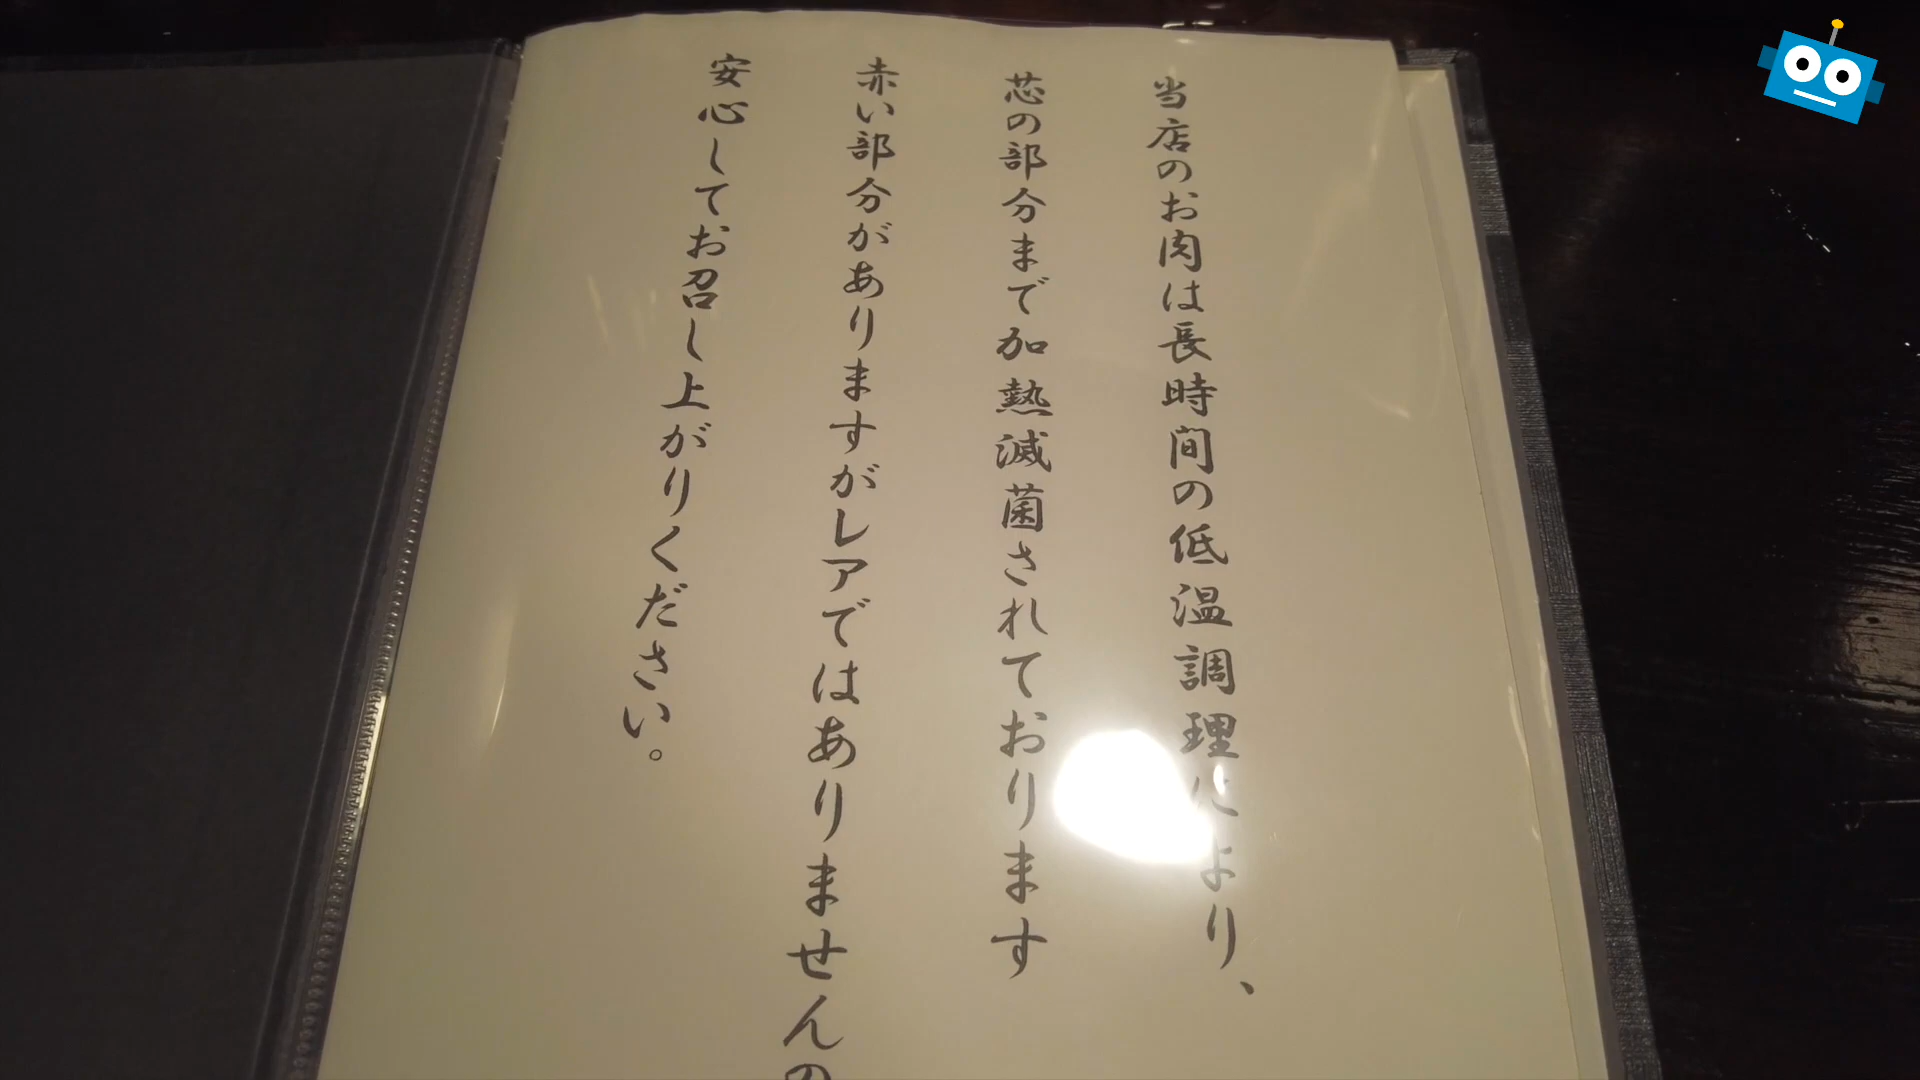 当店のお肉は長時間の低温調理により、
芯の部分まで加熱滅菌されております
赤い部分がありますがレアではありませんの
安心してお召し上がりください。